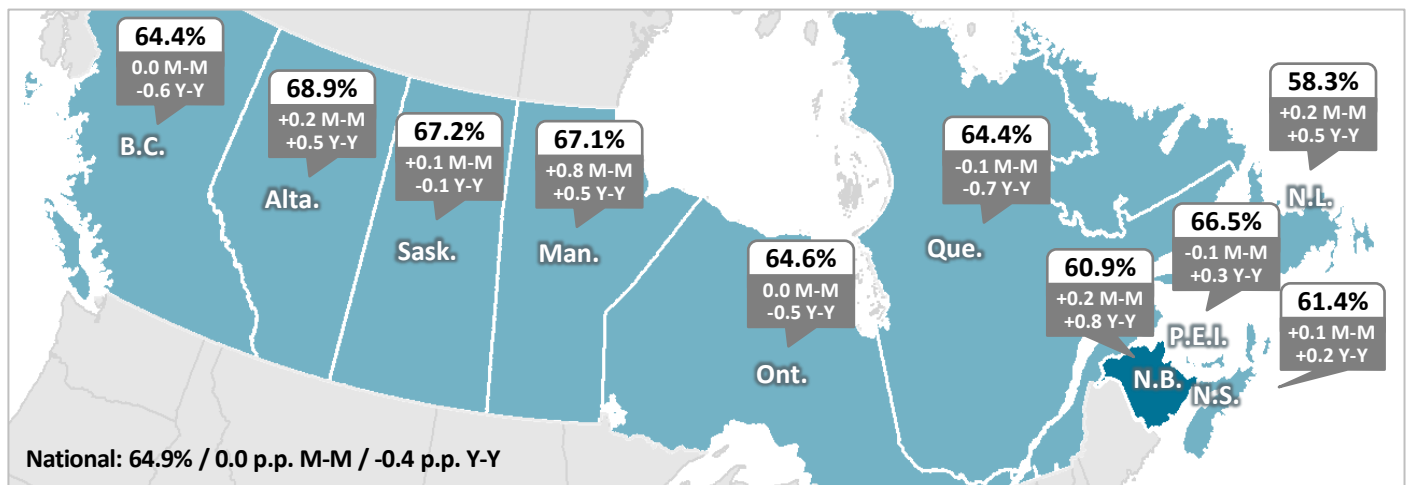 64.4%
0.0 M-M
-0.6 Y-Y
B.C.
68.9%
+0.2 M-M
+0.5 Y-Y
Alta.
67.2%
+0.1 M-M
-0.1 Y-Y
Sask.
67.1%
+0.8 M-M
+0.5 Y-Y
Man.
64.6%
0.0 M-M
-0.5 Y-Y
Ont.
64.4%
-0.1 M-M
-0.7 Y-Y
Que.
58.3%
+0.2 M-M
+0.5 Y-Y
N.L.
66.5%
-0.1 M-M
+0.3 Y-Y
P.E.I.
60.9%
+0.2 M-M
+0.8 Y-Y
N.B.
61.4%
+0.1 M-M
+0.2 Y-Y
N.S.
National: 64.9% / 0.0 p.p. M-M / -0.4 p.p. Y-Y